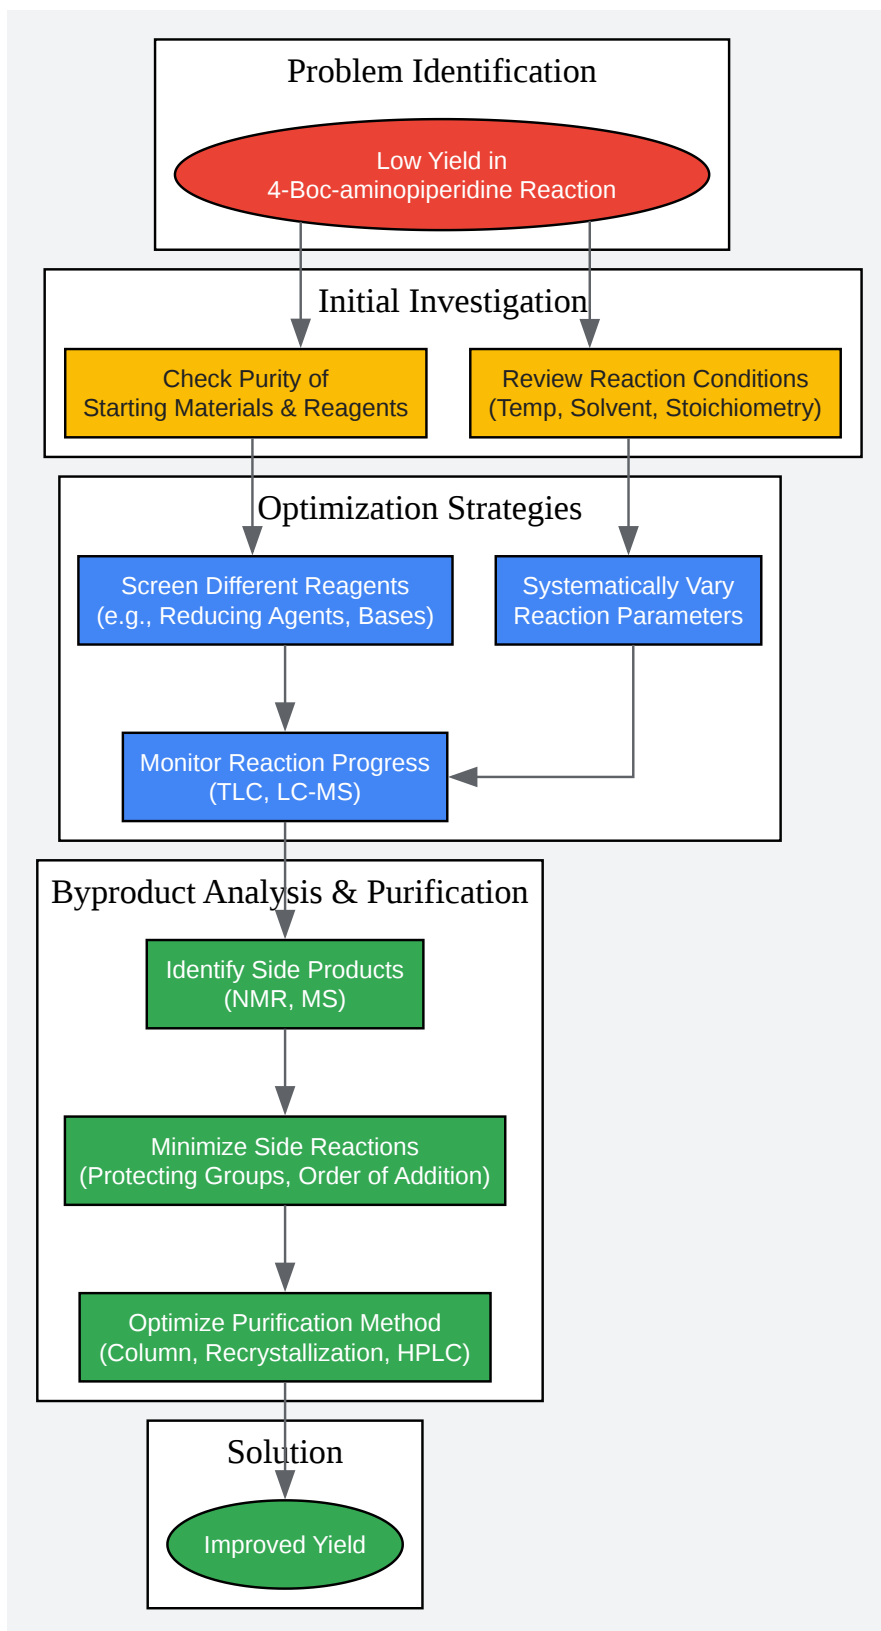 Problem Identification
Low Yield in
4-Boc-aminopiperidine Reaction
Initial Investigation
Check Purity of
Starting Materials & Reagents
Review Reaction Conditions
(Temp, Solvent, Stoichiometry)
Optimization Strategies
Screen Different Reagents
(e.g., Reducing Agents, Bases)
Systematically Vary
Reaction Parameters
Monitor Reaction Progress
(TLC, LC-MS)
Byproduct Analysis & Purification
Identify Side Products
(NMR, MS)
Minimize Side Reactions
(Protecting Groups, Order of Addition)
Optimize Purification Method
(Column, Recrystallization, HPLC)
Solution
Improved Yield